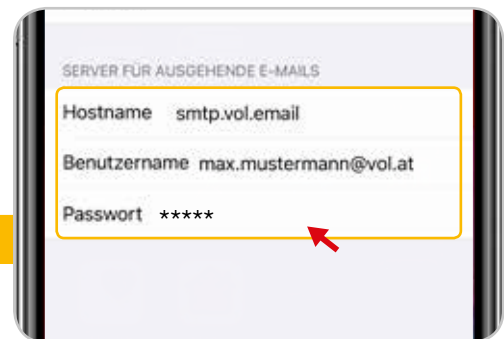 SERVER FÜR AUSGEHENDE E-MAILS
Hostname smtp.vol.email
Benutzername max.mustermann@vol.at
Passwort *****